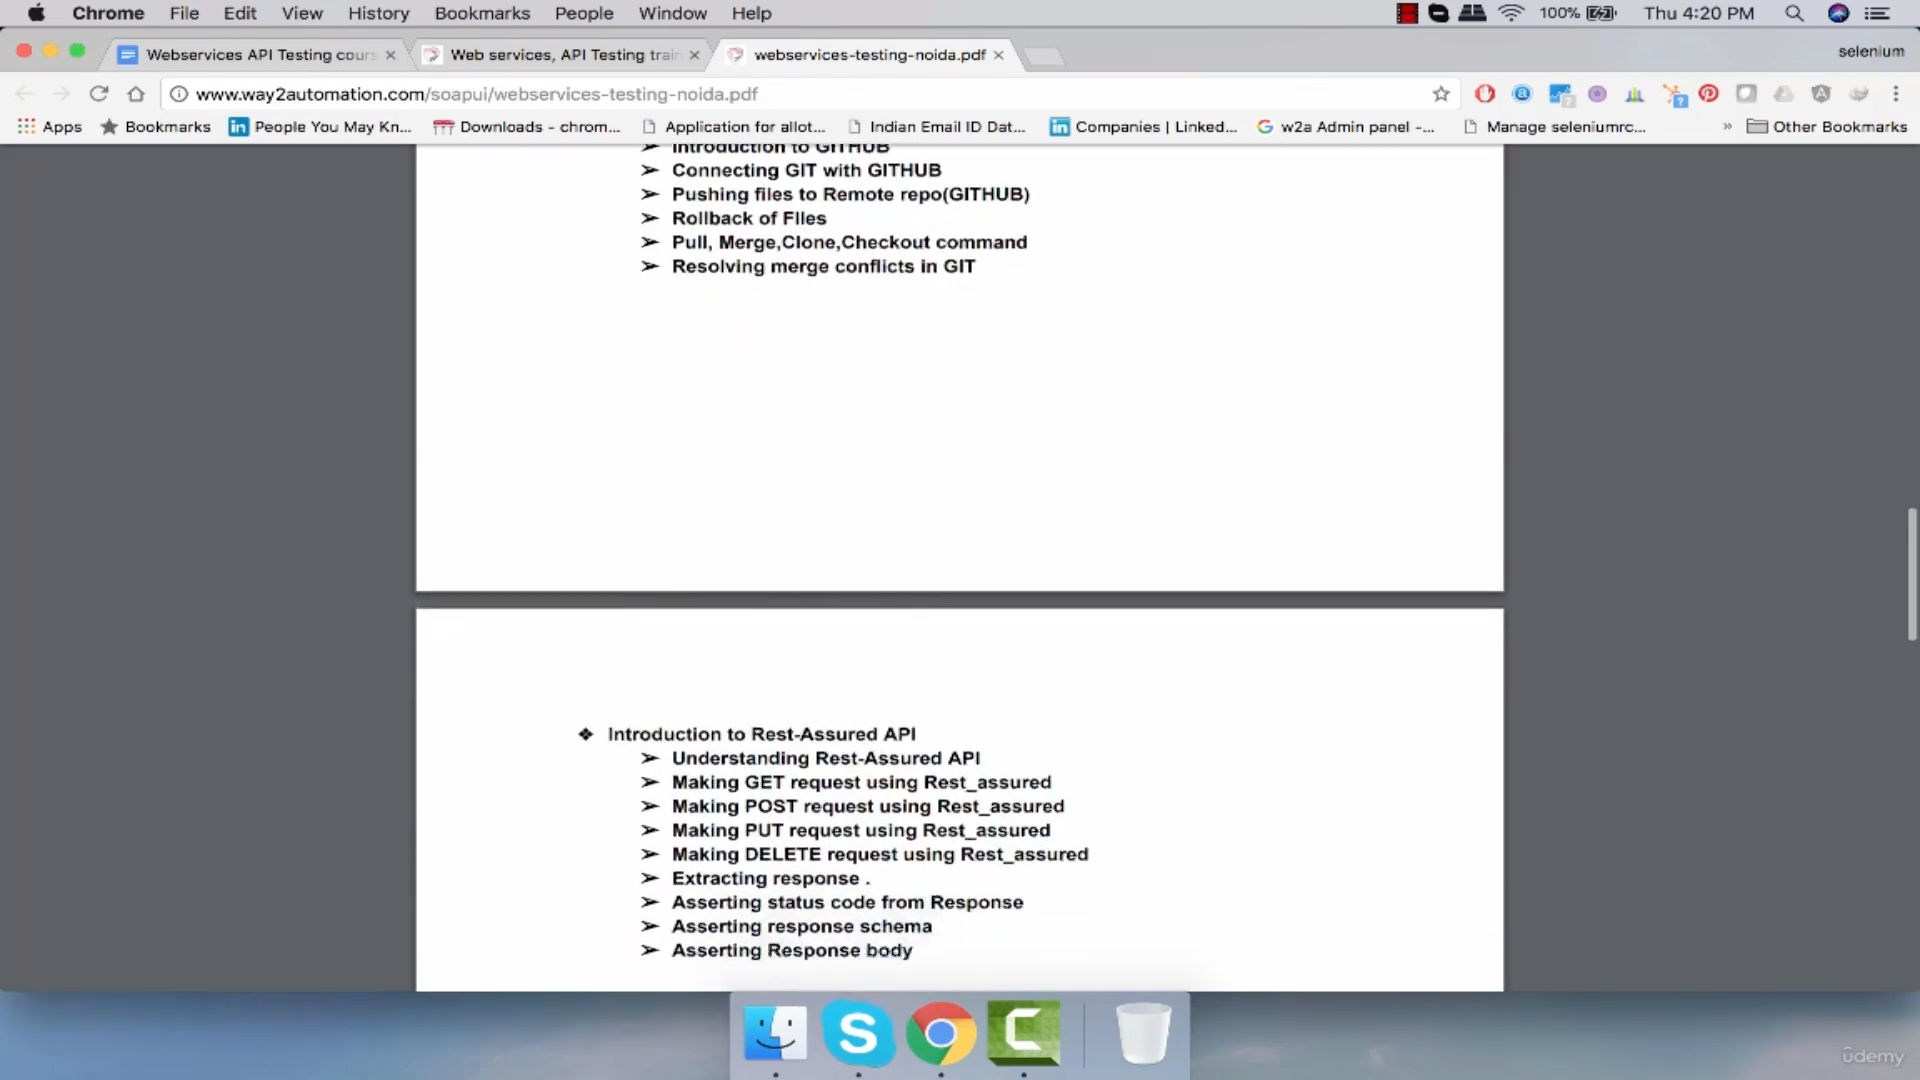 Chrome File Edit View History Bookmarks People Window Help 100% Thu 4:20 PM
Webservices API Testing cours Web services, API Testing train webservices-testing-noida.pdf selenium
www.way2automation.com/soapui/webservices-testing-noida.pdf
Apps Bookmarks People You May Kn... Downloads - chrom... Application for allot... Indian Email ID Dat... Companies | Linked... w2a Admin panel -... Manage seleniumrc... » Other Bookmarks
➢ Introduction to GITHUB
➢ Connecting GIT with GITHUB
➢ Pushing files to Remote repo(GITHUB)
➢ Rollback of FIles
➢ Pull, Merge,Clone,Checkout command
➢ Resolving merge conflicts in GIT
❖ Introduction to Rest-Assured API
➢ Understanding Rest-Assured API
➢ Making GET request using Rest_assured
➢ Making POST request using Rest_assured
➢ Making PUT request using Rest_assured
➢ Making DELETE request using Rest_assured
➢ Extracting response .
➢ Asserting status code from Response
➢ Asserting response schema
➢ Asserting Response body
ûdemy